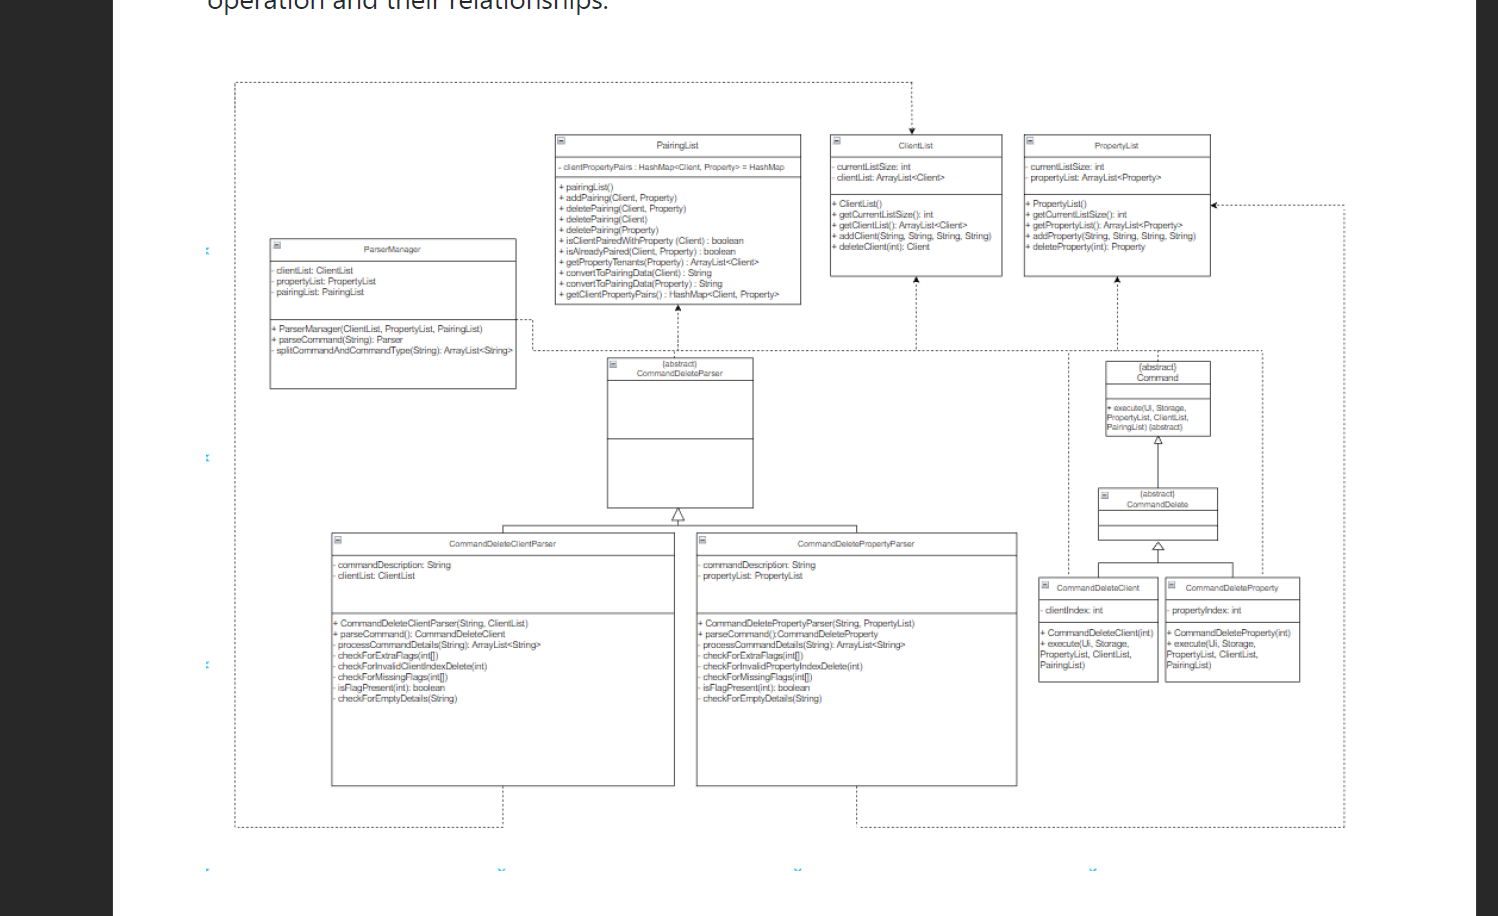 operation and their relationships.
PairingList
- clientPropertyPairs : HashMap<Client, Property> = HashMap
+ pairingList()
+ addPairing(Client, Property)
+ deletePairing(Client, Property)
+ deletePairing(Client)
+ deletePairing(Property)
+ isClientPairedWithProperty (Client) : boolean
+ isAlreadyPaired(Client, Property) : boolean
+ getPropertyTenants(Property) : ArrayList<Client>
+ convertToPairingData(Client) : String
+ convertToPairingData(Property) : String
+ getClientPropertyPairs() : HashMap<Client, Property>
ClientList
- currentListSize: int
- clientList: ArrayList<Client>
+ ClientList()
+ getCurrentListSize(): int
+ getClientList(): ArrayList<Client>
+ addClient(String, String, String, String)
+ deleteClient(int): Client
PropertyList
- currentListSize: int
- propertyList: ArrayList<Property>
+ PropertyList()
+ getCurrentListSize(): int
+ getPropertyList(): ArrayList<Property>
+ addProperty(String, String, String, String)
+ deleteProperty(int): Property
ParserManager
- clientList: ClientList
- propertyList: PropertyList
- pairingList: PairingList
+ ParserManager(ClientList, PropertyList, PairingList)
+ parseCommand(String): Parser
- splitCommandAndCommandType(String): ArrayList<String>
{abstract}
CommandDeleteParser
{abstract}
Command
+ execute(Ui, Storage,
PropertyList, ClientList,
PairingList) {abstract}
{abstract}
CommandDelete
CommandDeleteClientParser
- commandDescription: String
- clientList: ClientList
+ CommandDeleteClientParser(String, ClientList)
+ parseCommand(): CommandDeleteClient
- processCommandDetails(String): ArrayList<String>
- checkForExtraFlags(int[])
- checkForInvalidClientIndexDelete(int)
- checkForMissingFlags(int[])
- isFlagPresent(int): boolean
- checkForEmptyDetails(String)
CommandDeletePropertyParser
- commandDescription: String
- propertyList: PropertyList
+ CommandDeletePropertyParser(String, PropertyList)
+ parseCommand():CommandDeleteProperty
- processCommandDetails(String): ArrayList<String>
- checkForExtraFlags(int[])
- checkForInvalidPropertyIndexDelete(int)
- checkForMissingFlags(int[])
- isFlagPresent(int): boolean
- checkForEmptyDetails(String)
CommandDeleteClient
- clientIndex: int
+ CommandDeleteClient(int)
+ execute(Ui, Storage,
PropertyList, ClientList,
PairingList)
CommandDeleteProperty
- propertyIndex: int
+ CommandDeleteProperty(int)
+ execute(Ui, Storage,
PropertyList, ClientList,
PairingList)